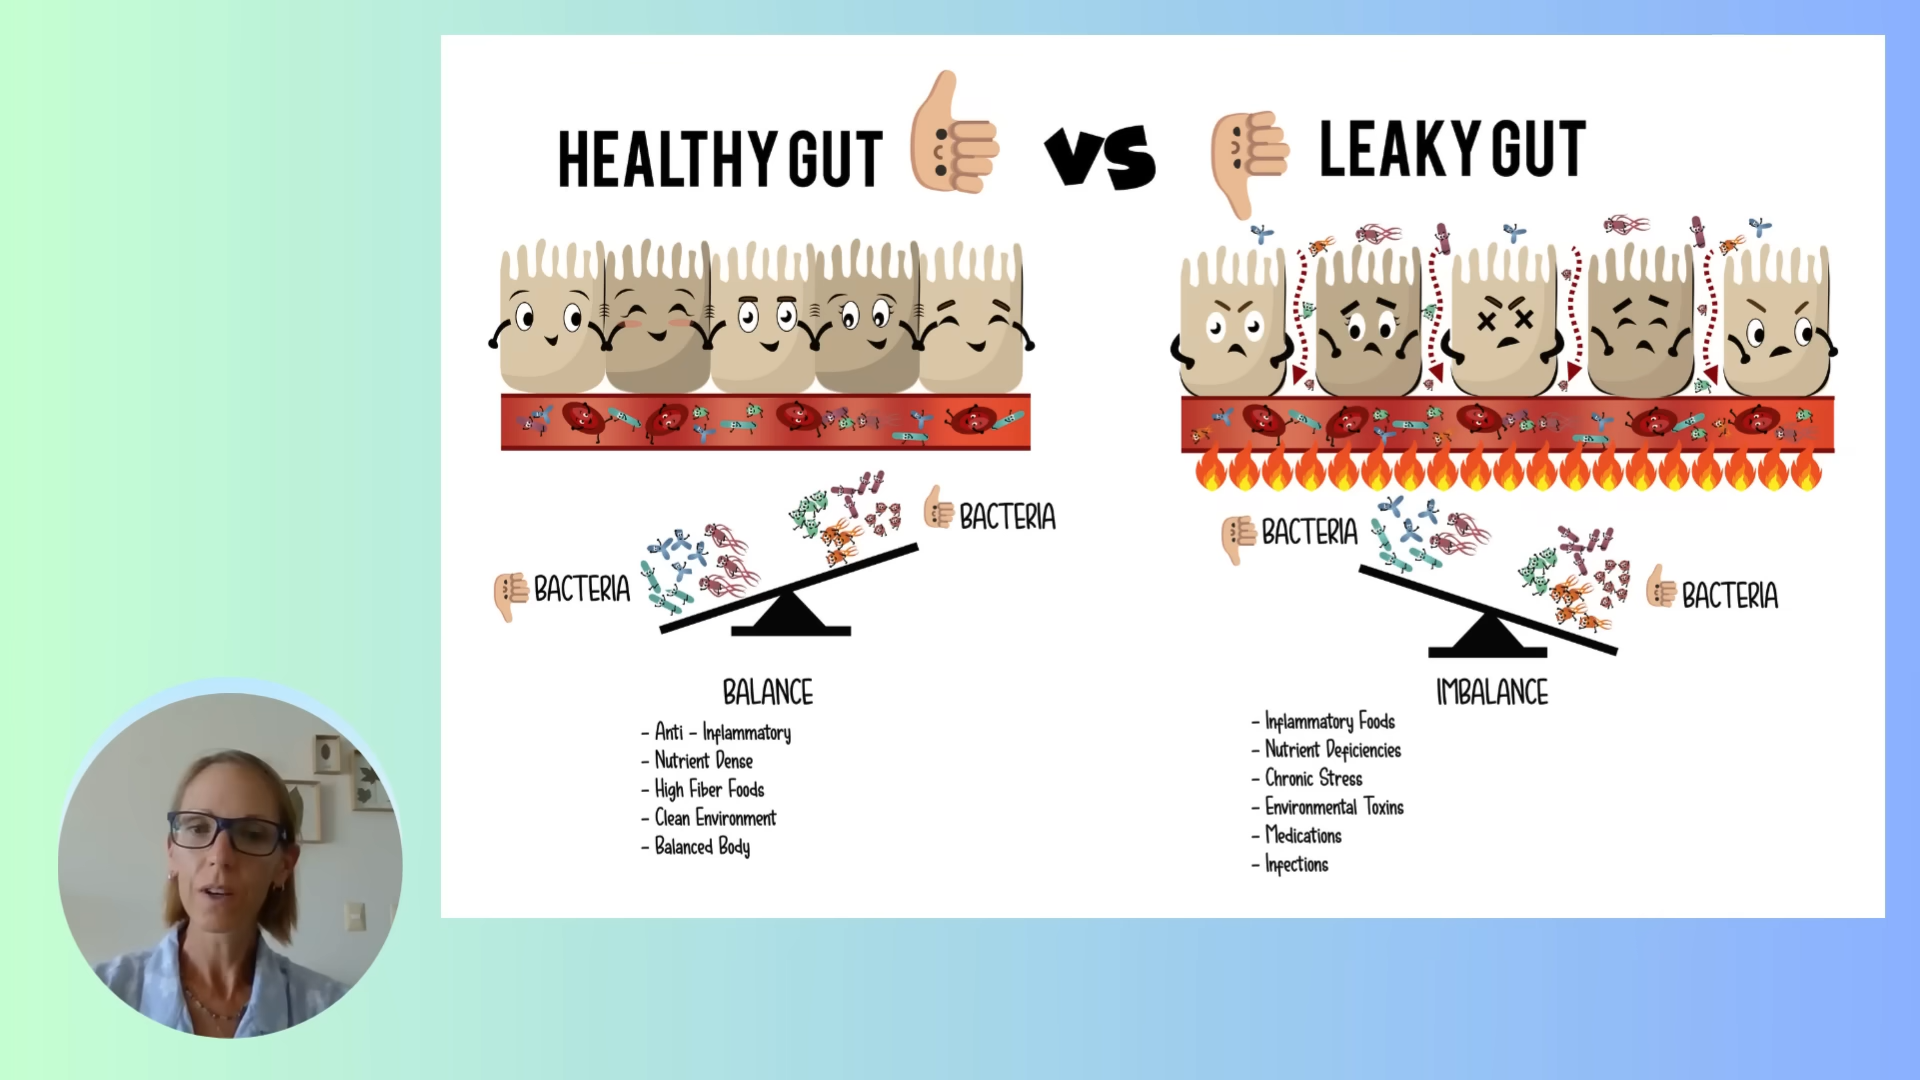 HEALTHY GUT
VS
LEAKY GUT
BACTERIA
BACTERIA
BALANCE
- Anti - Inflammatory
- Nutrient Dense
- High Fiber Foods
- Clean Environment
- Balanced Body
BACTERIA
BACTERIA
IMBALANCE
- Inflammatory Foods
- Nutrient Deficiencies
- Chronic Stress
- Environmental Toxins
- Medications
- Infections